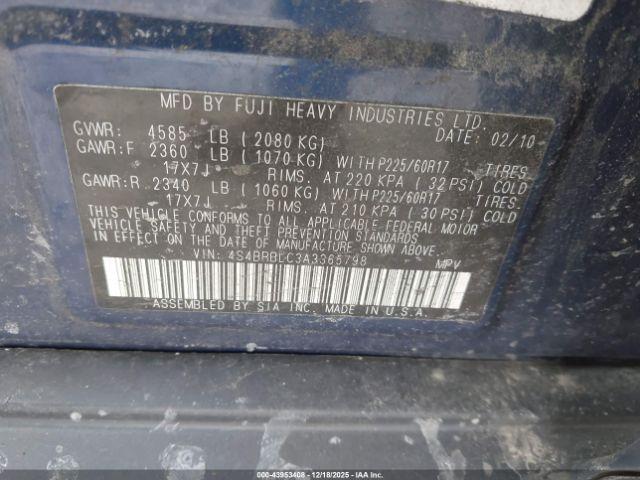 MFD BY FUJI HEAVY INDUSTRIES LTD.
GVWR: 4585 LB (2080 KG) DATE: 02/10
GAWR:F 2360 LB (1070 KG) WITH P225/60R17 TIRES
17X7J RIMS, AT 220 KPA (32 PSI) COLD
GAWR:R 2340 LB (1060 KG) WITH P225/60R17 TIRES
17X7J RIMS, AT 210 KPA (30 PSI) COLD
THIS VEHICLE CONFORMS TO ALL APPLICABLE FEDERAL MOTOR
VEHICLE SAFETY AND THEFT PREVENTION STANDARDS
IN EFFECT ON THE DATE OF MANUFACTURE SHOWN ABOVE.
VIN: 4S4BRBLC3A3365798 MPV
ASSEMBLED BY SIA INC. MADE IN U.S.A.
000-43953408 - 12/18/2025 - IAAI.COM